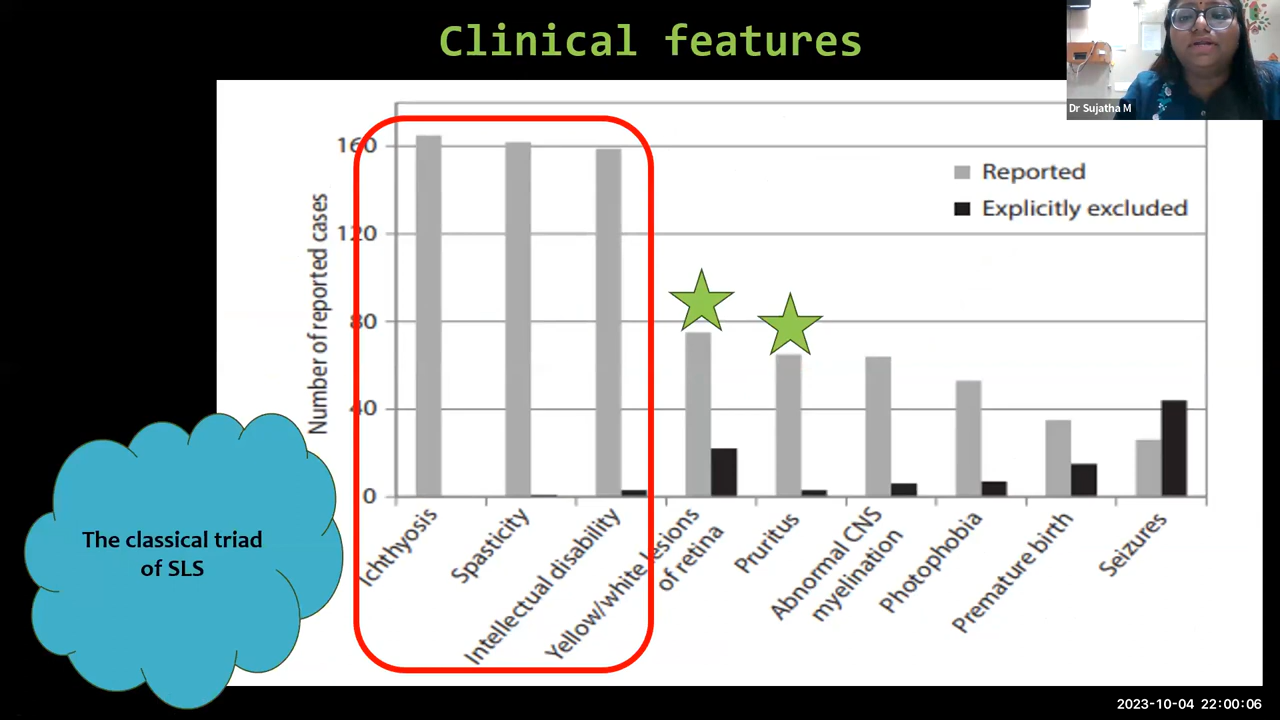 Clinical features
Dr Sujatha M
160
120
80
40
0
Number of reported cases
Reported
Explicitly excluded
Ichthyosis
Spasticity
Intellectual disability
Yellow/white lesions
of retina
Pruritus
Abnormal CNS
myelination
Photophobia
Premature birth
Seizures
The classical triad
of SLS
2023-10-04 22:00:06